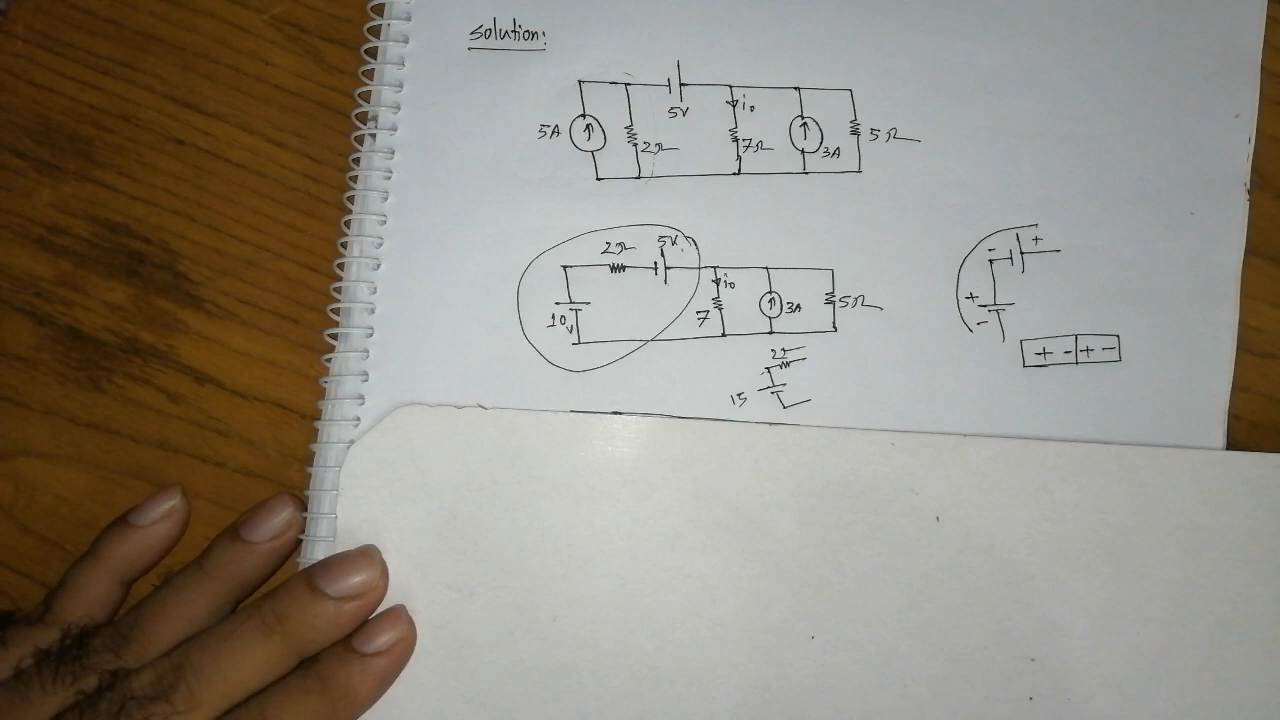 Solution:
5A 2Ω 5V i₀ 7Ω 3A 5Ω
10V 2Ω 5V i₀ 7 3A 5Ω
- +
+
-
+ - + -
2Ω
15